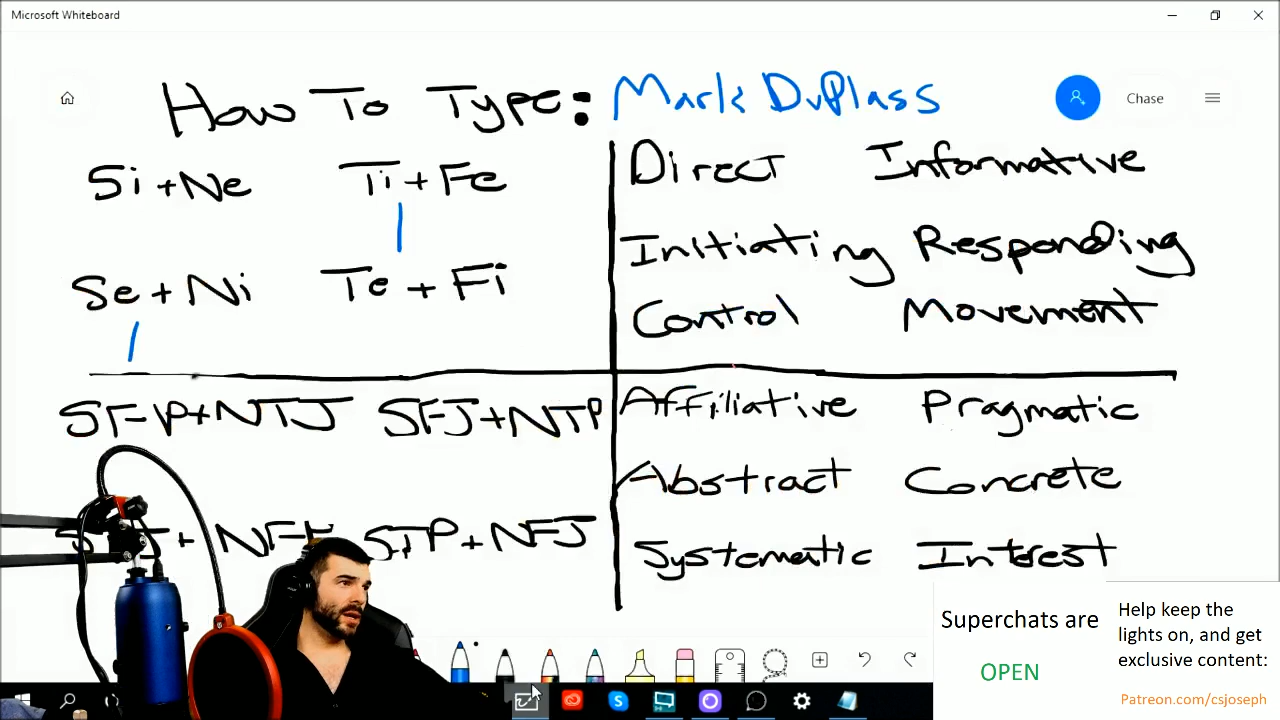 Microsoft Whiteboard
How To Type: Mark DuPlass
Chase
Si + Ne Ti + Fe
Se + Ni Te + Fi
Direct Informative
Initiating Responding
Control Movement
SFP + NTJ SFJ + NTP
STP + NFJ
Affiliative Pragmatic
Abstract Concrete
Systematic Interest
Superchats are
OPEN
Help keep the
lights on, and get
exclusive content:
Patreon.com/csjoseph